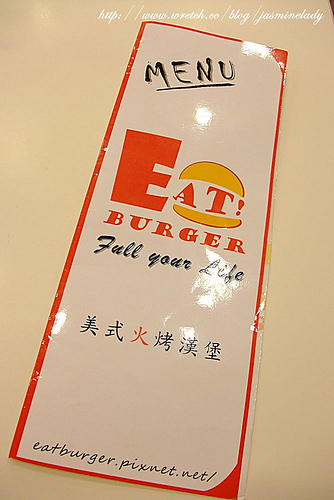 http://www.wretch.cc/blog/jasminelady
MENU
EAT!
BURGER
Full your Life
美式火烤漢堡
eatburger.pixnet.net/